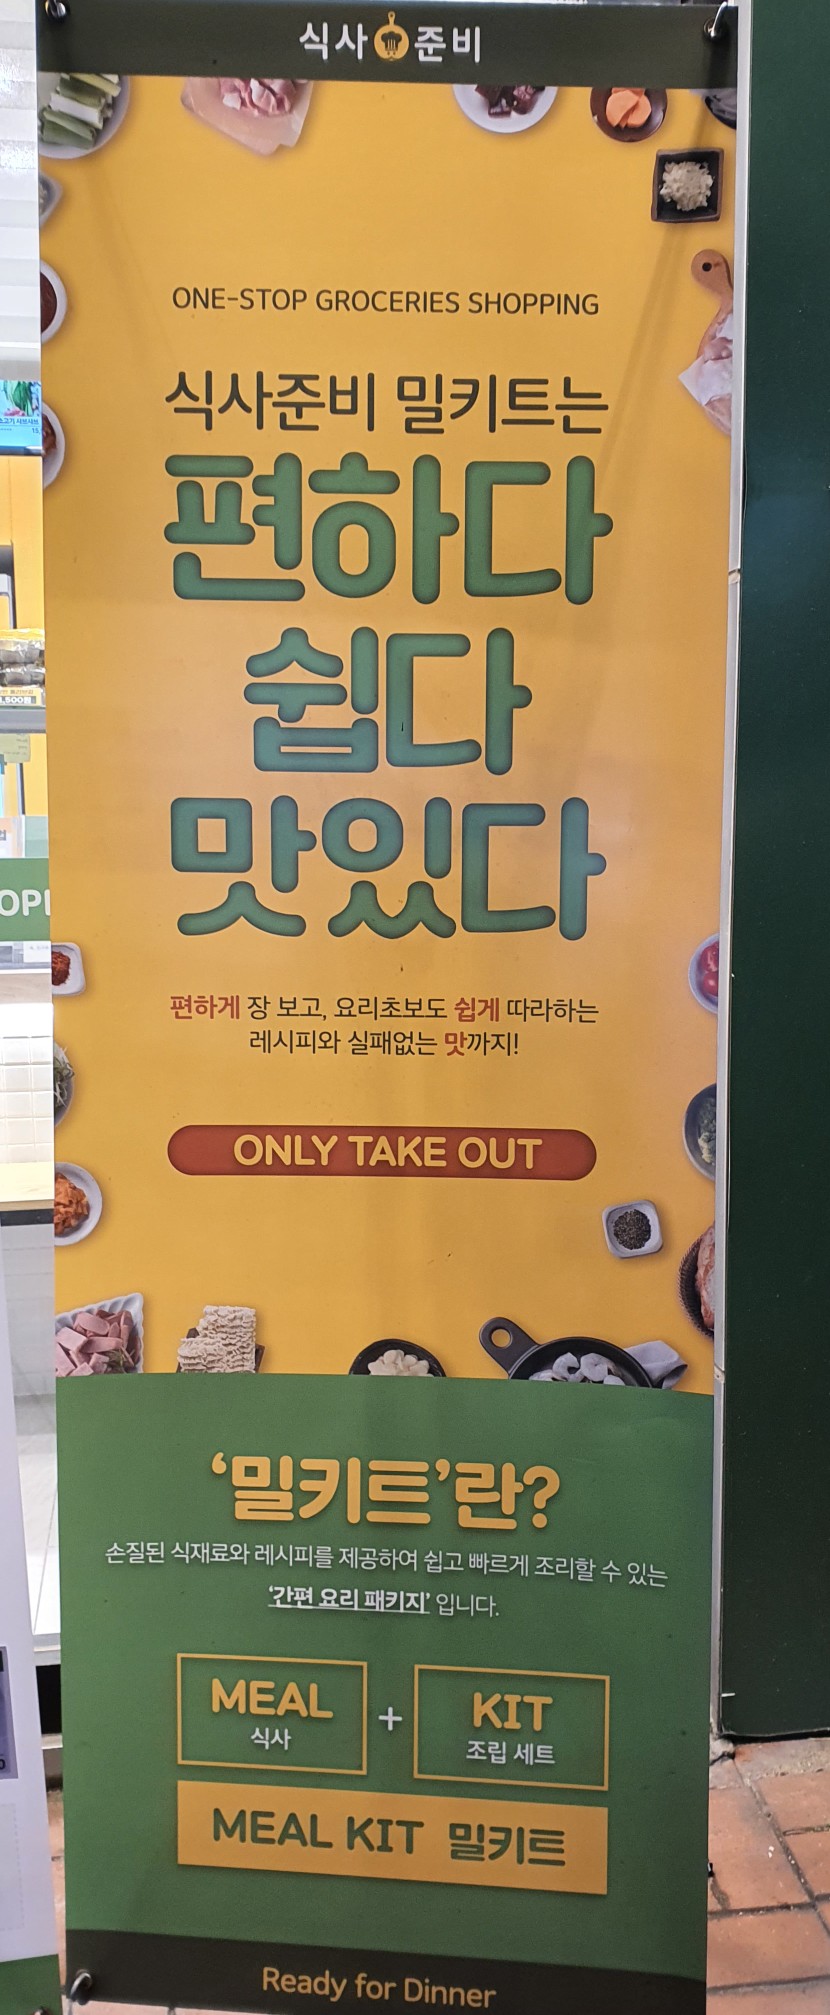 식사준비
ONE-STOP GROCERIES SHOPPING
식사준비 밀키트는
편하다
쉽다
맛있다
편하게 장 보고, 요리초보도 쉽게 따라하는
레시피와 실패없는 맛까지!
ONLY TAKE OUT
‘밀키트’란?
손질된 식재료와 레시피를 제공하여 쉽고 빠르게 조리할 수 있는
‘간편 요리 패키지’ 입니다.
MEAL + KIT
식사 조립 세트
MEAL KIT 밀키트
Ready for Dinner